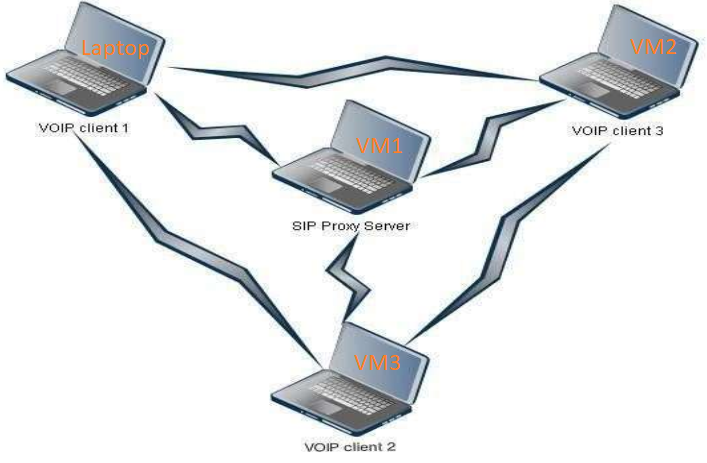 Laptop
VM2
VOIP client 1
VOIP client 3
VM1
SIP Proxy Server
VM3
VOIP client 2